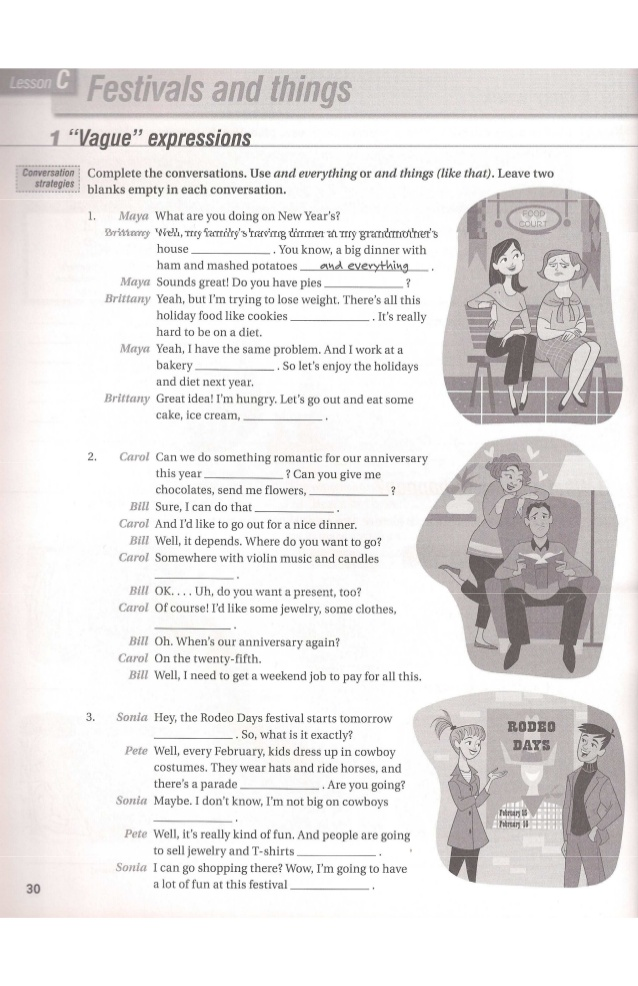 Lesson C Festivals and things
1 "Vague" expressions
Conversation strategies
Complete the conversations. Use and everything or and things (like that). Leave two
blanks empty in each conversation.
1. Maya What are you doing on New Year's?
Brittany Well, my family's having dinner at my grandmother's
house ____________ . You know, a big dinner with
ham and mashed potatoes and everything .
Maya Sounds great! Do you have pies ____________ ?
Brittany Yeah, but I'm trying to lose weight. There's all this
holiday food like cookies ____________ . It's really
hard to be on a diet.
Maya Yeah, I have the same problem. And I work at a
bakery ____________ . So let's enjoy the holidays
and diet next year.
Brittany Great idea! I'm hungry. Let's go out and eat some
cake, ice cream, ____________ .
FOOD
COURT
2. Carol Can we do something romantic for our anniversary
this year ____________ ? Can you give me
chocolates, send me flowers, ____________ ?
Bill Sure, I can do that ____________ .
Carol And I'd like to go out for a nice dinner.
Bill Well, it depends. Where do you want to go?
Carol Somewhere with violin music and candles
____________ .
Bill OK. . . . Uh, do you want a present, too?
Carol Of course! I'd like some jewelry, some clothes,
____________ .
Bill Oh. When's our anniversary again?
Carol On the twenty-fifth.
Bill Well, I need to get a weekend job to pay for all this.
3. Sonia Hey, the Rodeo Days festival starts tomorrow
____________ . So, what is it exactly?
Pete Well, every February, kids dress up in cowboy
costumes. They wear hats and ride horses, and
there's a parade ____________ . Are you going?
Sonia Maybe. I don't know, I'm not big on cowboys
____________ .
Pete Well, it's really kind of fun. And people are going
to sell jewelry and T-shirts ____________ .
Sonia I can go shopping there? Wow, I'm going to have
a lot of fun at this festival ____________ .
RODEO
DAYS
February
February
30